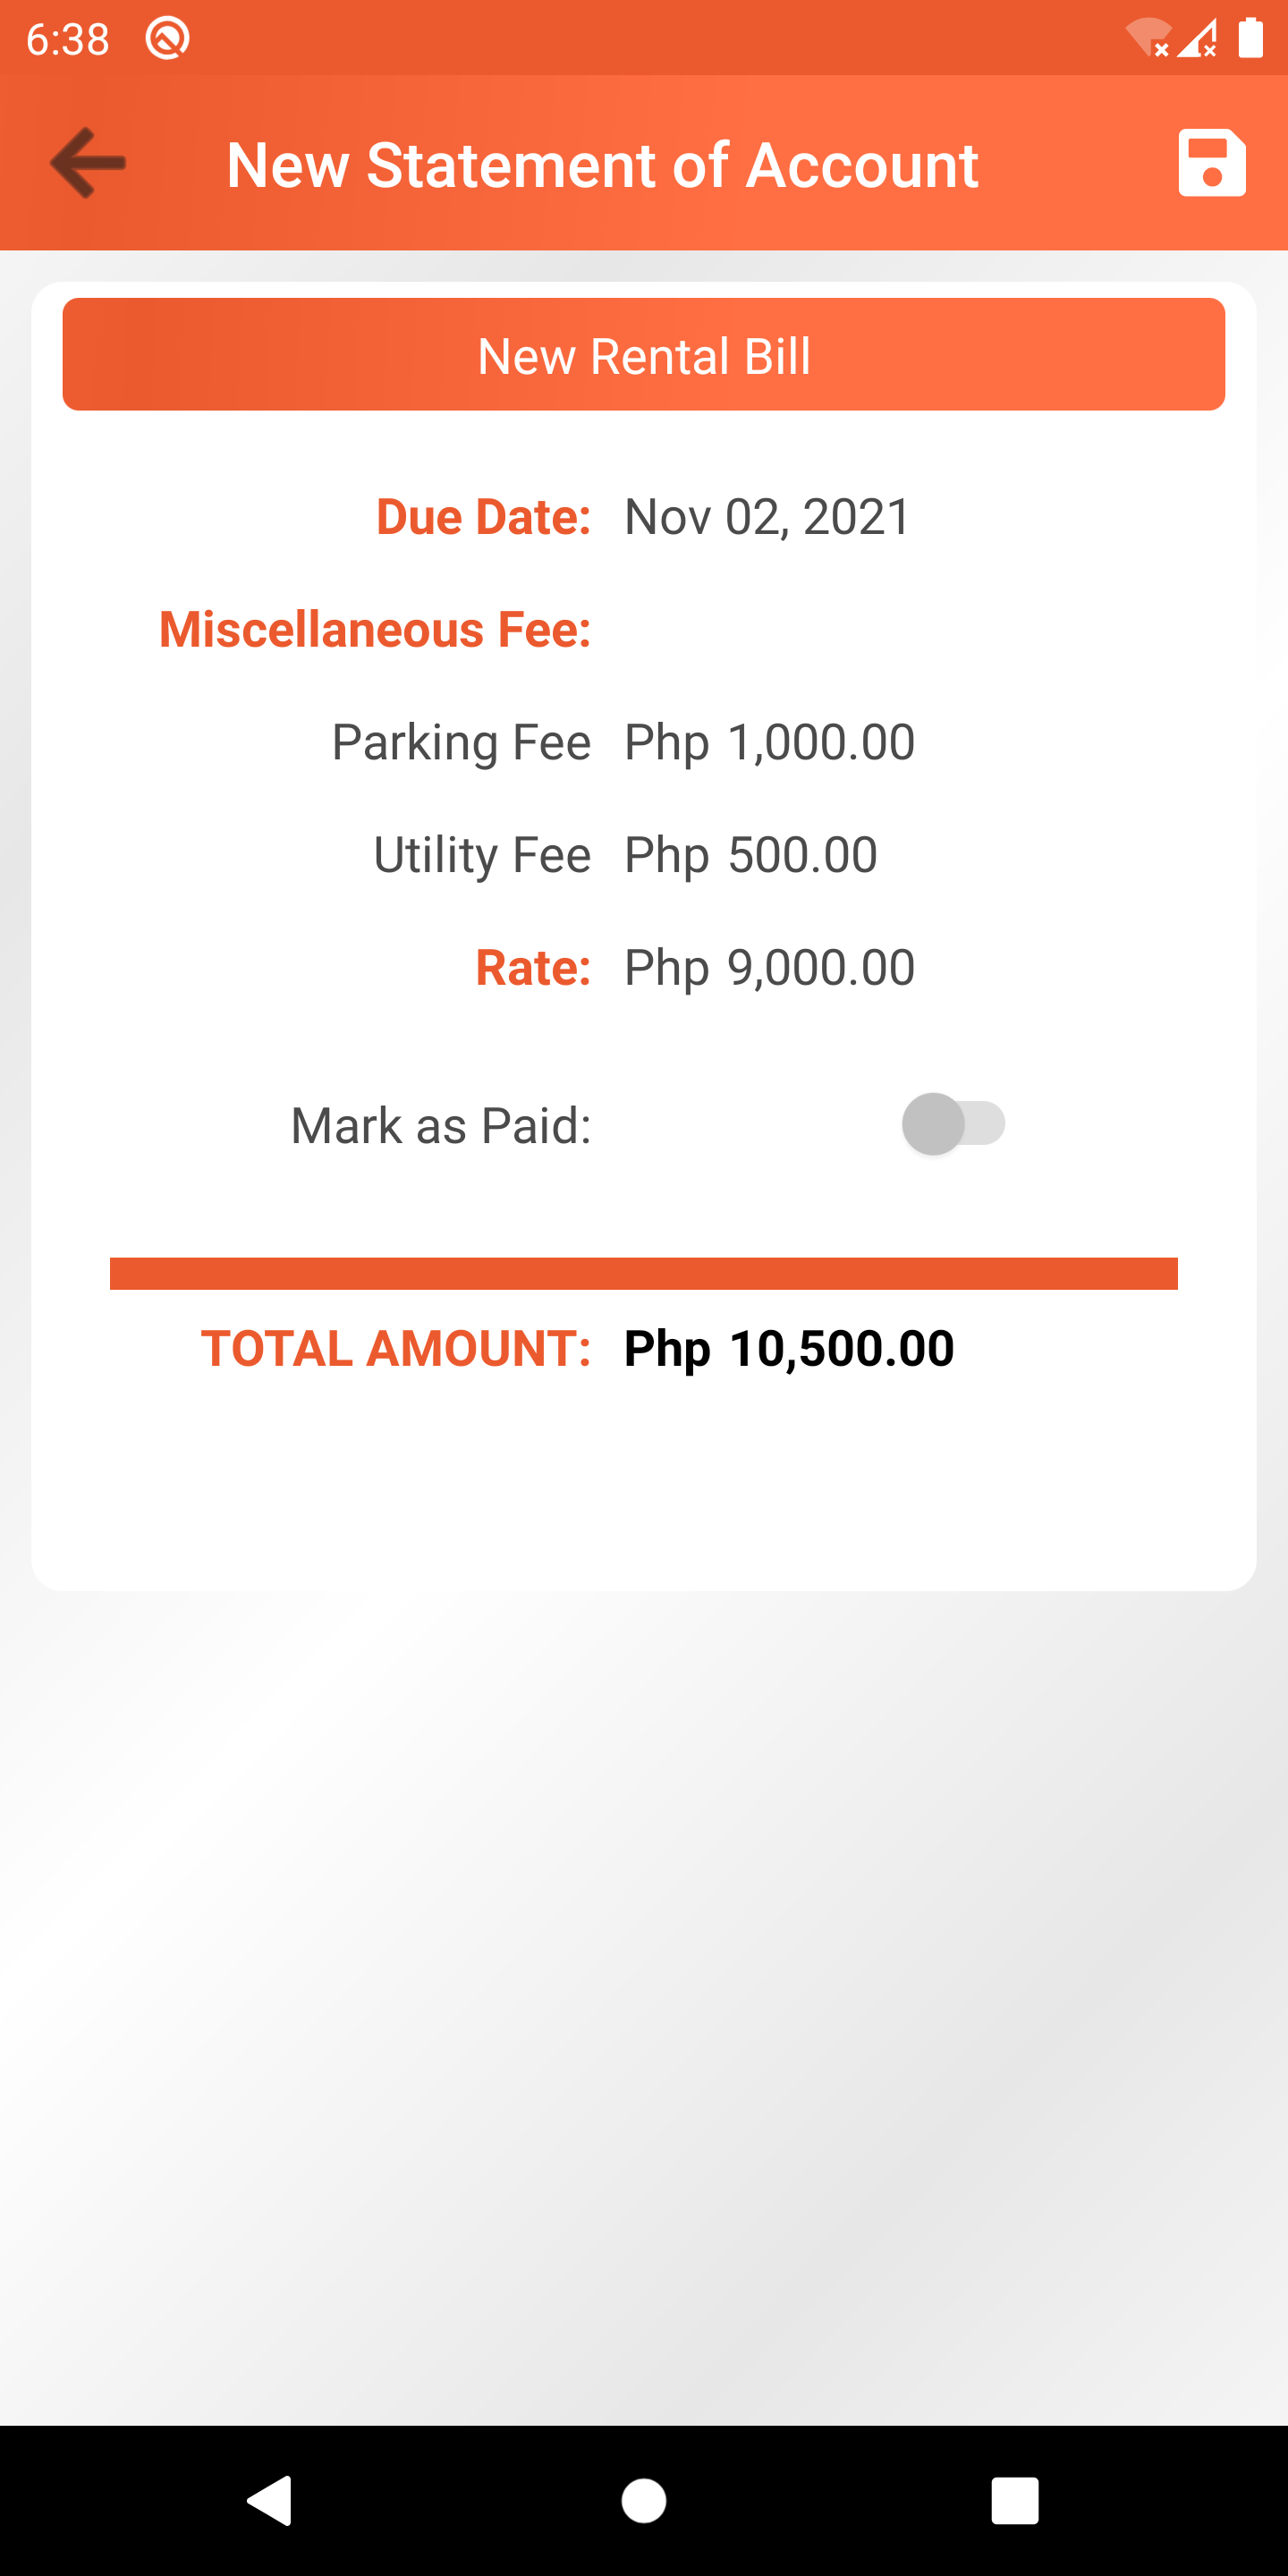 6:38
New Statement of Account
New Rental Bill
Due Date: Nov 02, 2021
Miscellaneous Fee:
Parking Fee Php 1,000.00
Utility Fee Php 500.00
Rate: Php 9,000.00
Mark as Paid:
TOTAL AMOUNT: Php 10,500.00